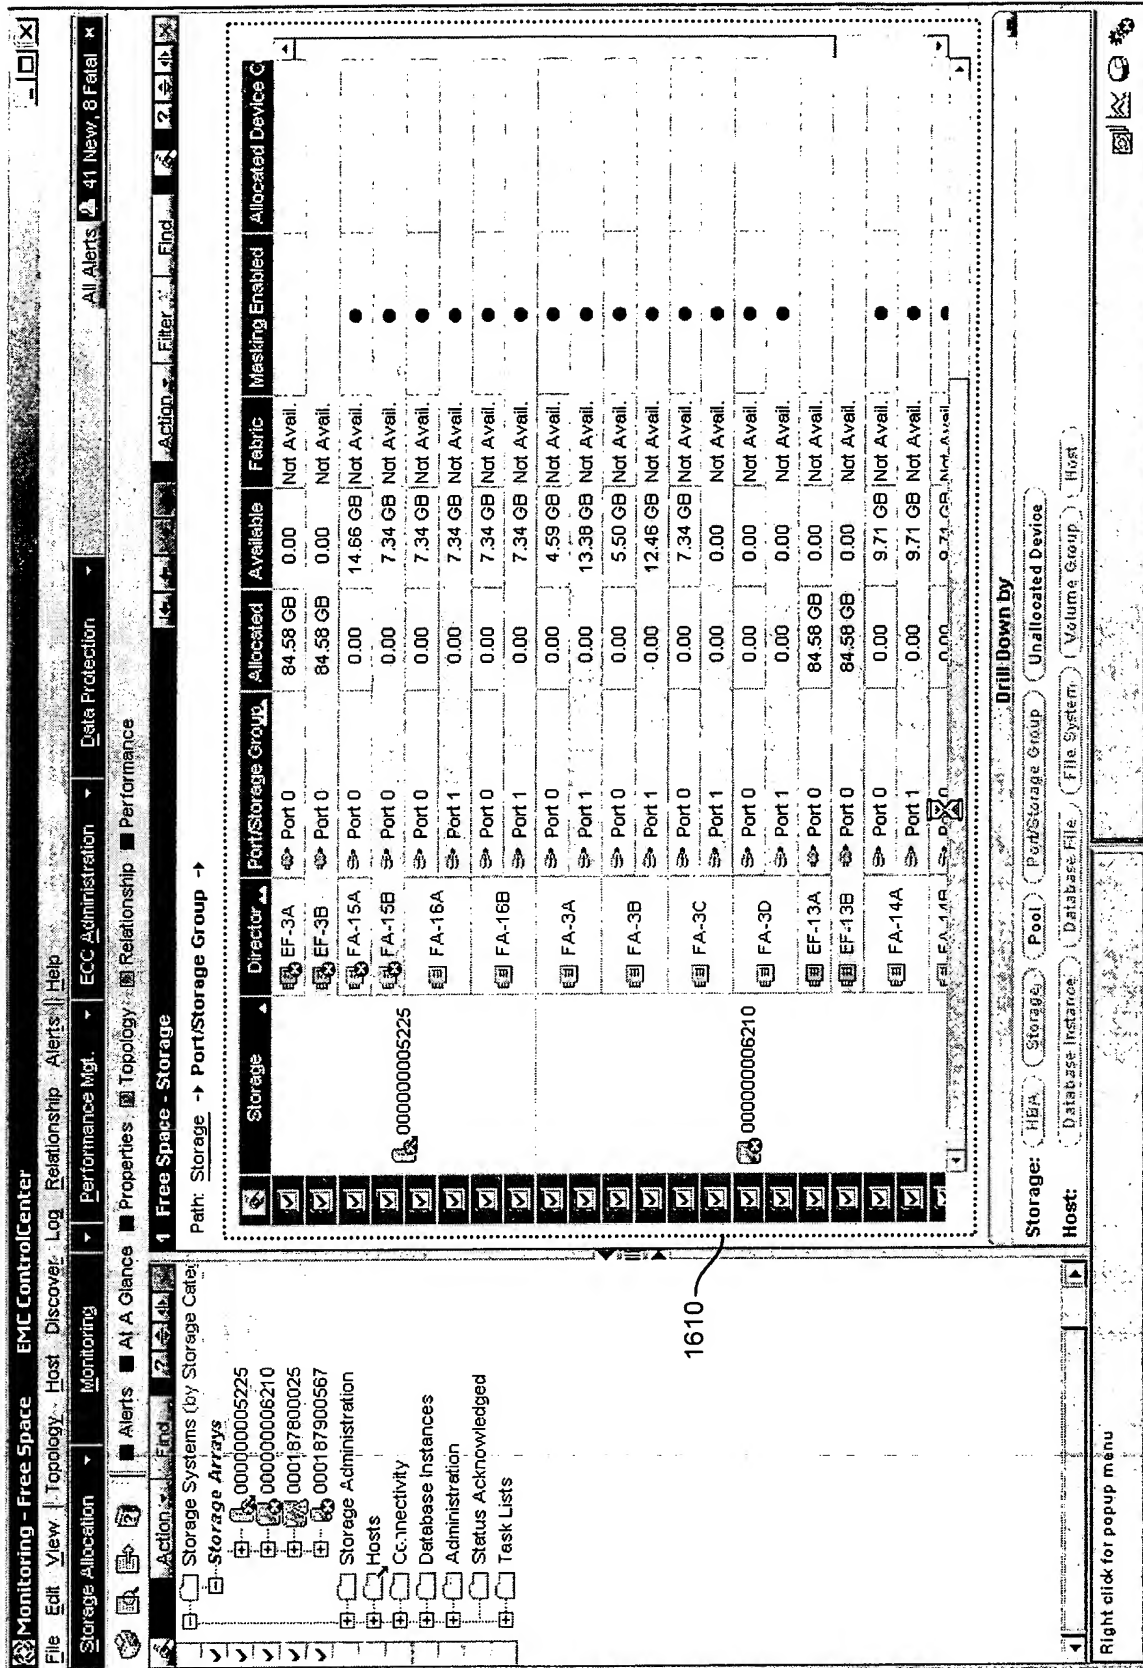 Monitoring - Free Space EMC ControlCenter
File Edit View Topology Host Discover Log Relationship Alerts Help
Storage Allocation Monitoring Performance Mgt. ECC Administration Data Protection All Alerts 41 New, 8 Fatal
Alerts At A Glance Properties Topology Relationship Performance
Action Find
Storage Systems (by Storage Cate
Storage Arrays
000000005225
000000006210
000187800025
000187900567
Storage Administration
Hosts
Connectivity
Database Instances
Administration
Status Acknowledged
Task Lists
1610
1 Free Space - Storage Action Filter Find
Path: Storage → Port/Storage Group →
Storage Director Port/Storage Group Allocated Available Fabric Masking Enabled Allocated Device C
000000005225
EF-3A Port 0 84.58 GB 0.00 Not Avail.
EF-3B Port 0 84.58 GB 0.00 Not Avail.
FA-15A Port 0 0.00 14.66 GB Not Avail. ●
FA-15B Port 0 0.00 7.34 GB Not Avail. ●
FA-16A Port 0 0.00 7.34 GB Not Avail. ●
Port 1 0.00 7.34 GB Not Avail. ●
FA-16B Port 0 0.00 7.34 GB Not Avail. ●
Port 1 0.00 7.34 GB Not Avail. ●
000000006210
FA-3A Port 0 0.00 4.59 GB Not Avail. ●
Port 1 0.00 13.38 GB Not Avail. ●
FA-3B Port 0 0.00 5.50 GB Not Avail. ●
Port 1 0.00 12.46 GB Not Avail. ●
FA-3C Port 0 0.00 7.34 GB Not Avail. ●
Port 1 0.00 0.00 Not Avail. ●
FA-3D Port 0 0.00 0.00 Not Avail. ●
Port 1 0.00 0.00 Not Avail. ●
EF-13A Port 0 84.58 GB 0.00 Not Avail.
EF-13B Port 0 84.58 GB 0.00 Not Avail.
FA-14A Port 0 0.00 9.71 GB Not Avail. ●
Port 1 0.00 9.71 GB Not Avail. ●
FA-14B 0.00 9.71 GB Not Avail. ●
Drill Down by
Storage: HBA Storage Pool Port/Storage Group Unallocated Device
Host: Database Instance Database File File System Volume Group Host
Right click for popup menu